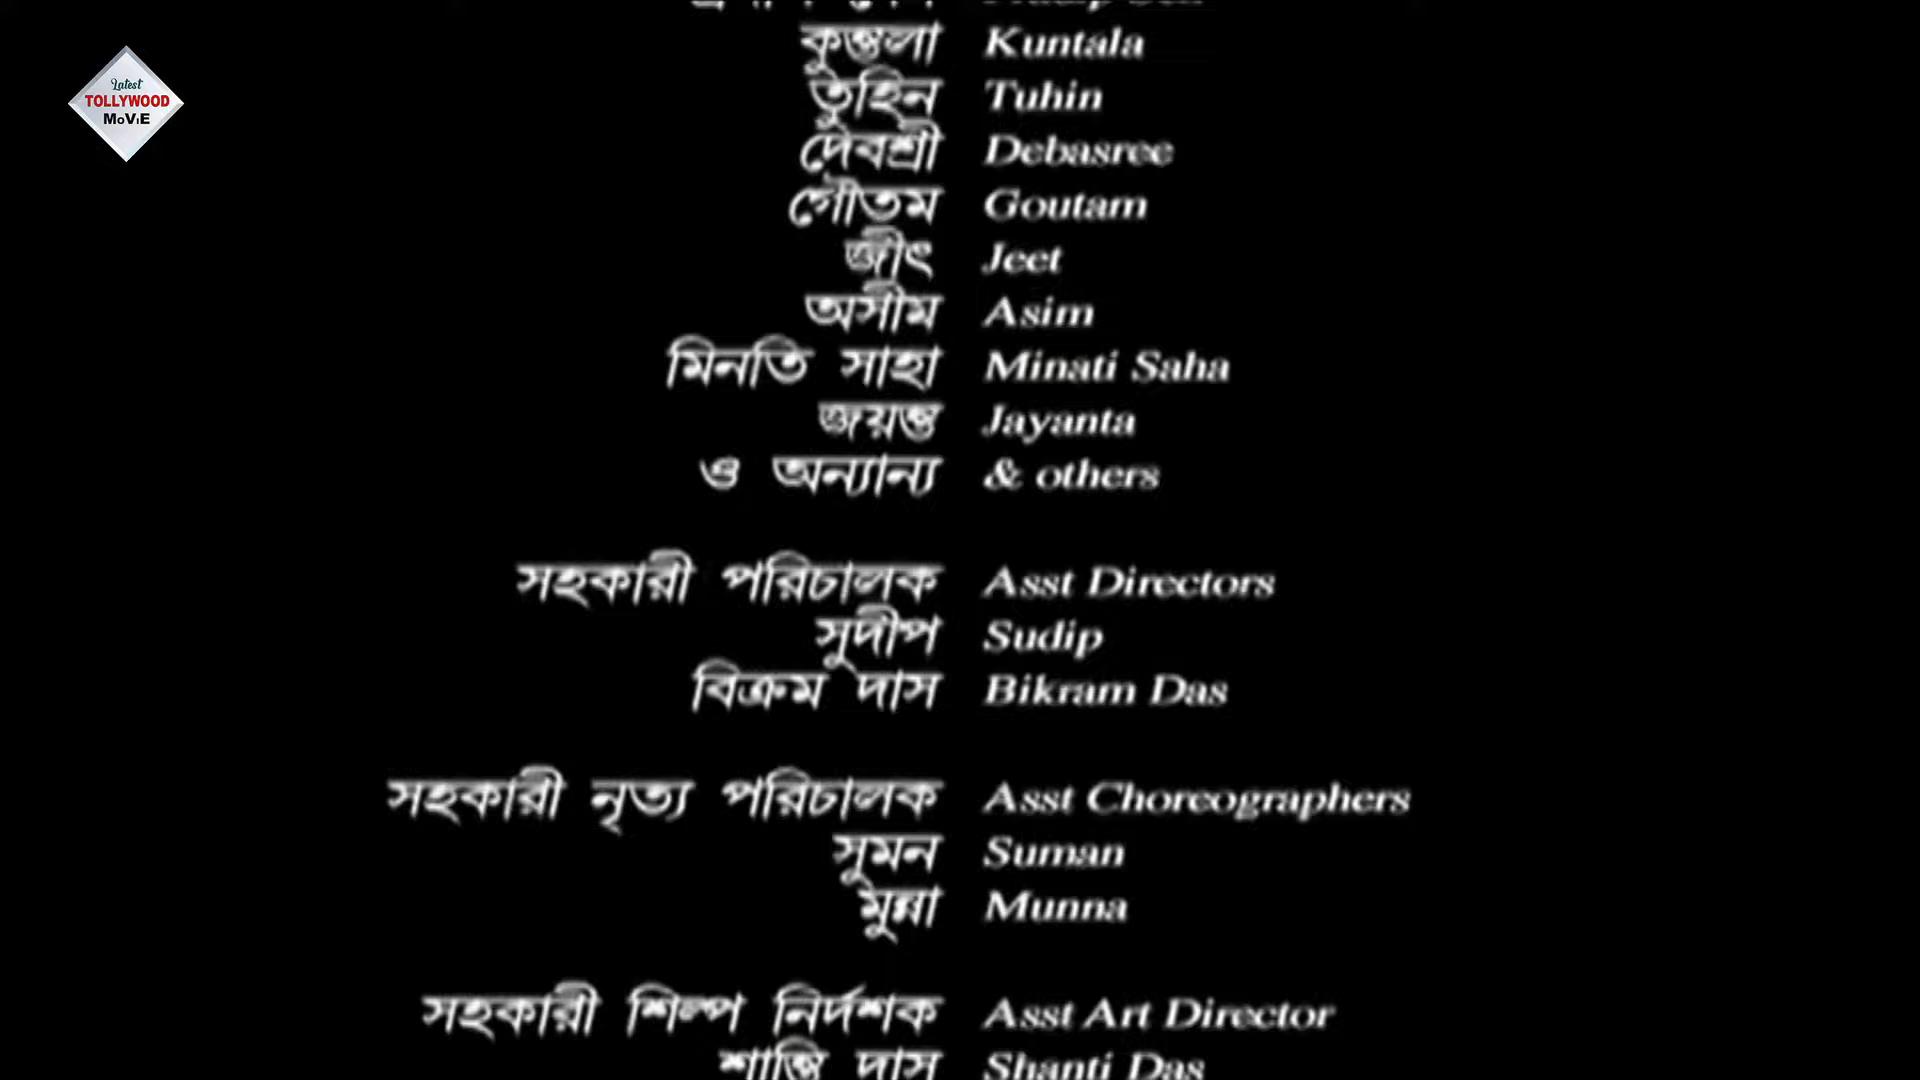 Latest
TOLLYWOOD
MoViE
কুন্তলা Kuntala
তুহিন Tuhin
দেবশ্রী Debasree
গৌতম Goutam
জীৎ Jeet
অসীম Asim
মিনতি সাহা Minati Saha
জয়ন্ত Jayanta
ও অন্যান্য & others
সহকারী পরিচালক Asst Directors
সুদীপ Sudip
বিক্রম দাস Bikram Das
সহকারী নৃত্য পরিচালক Asst Choreographers
সুমন Suman
মুন্না Munna
সহকারী শিল্প নির্দশক Asst Art Director
শান্তি দাস Shanti Das